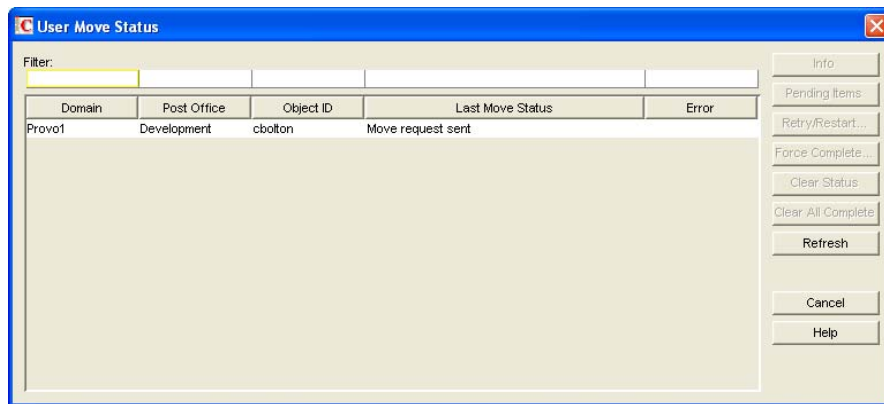 User Move Status
Filter:
Info
Pending Items
Retry/Restart...
Force Complete...
Clear Status
Clear All Complete
Refresh
Cancel
Help
Domain Post Office Object ID Last Move Status Error
Provo1 Development cbolton Move request sent